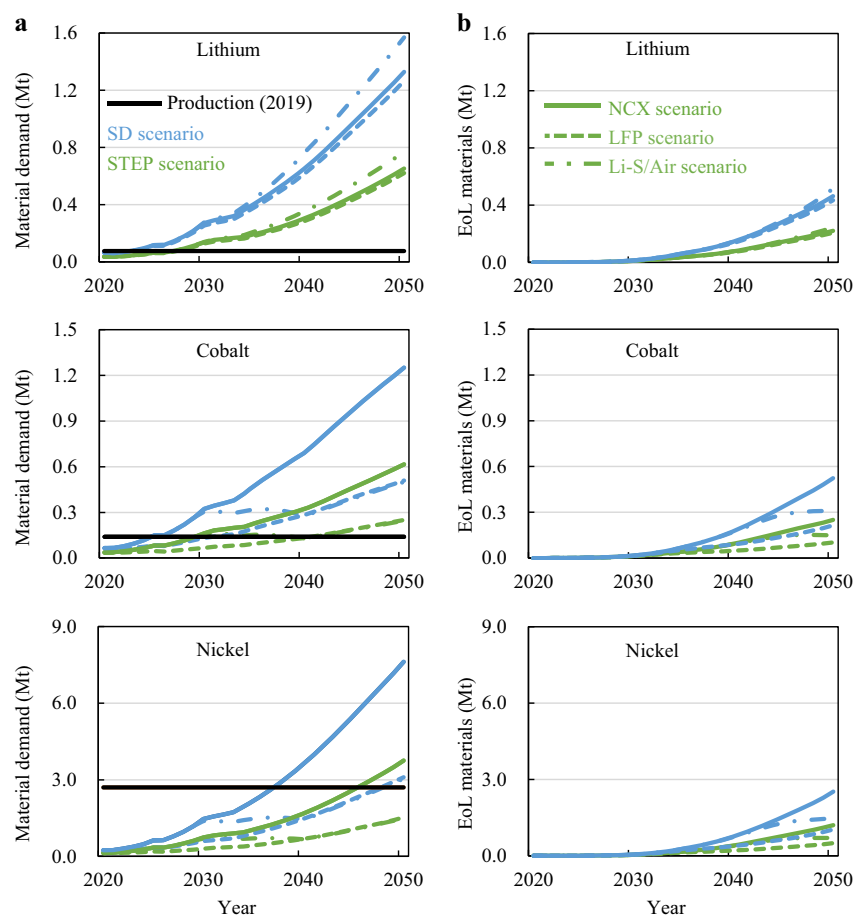 a
Material demand (Mt)
1.6
1.2
0.8
0.4
0.0
Lithium
Production (2019)
SD scenario
STEP scenario
2020
2030
2040
2050
b
EoL materials (Mt)
1.6
1.2
0.8
0.4
0.0
Lithium
NCX scenario
LFP scenario
Li-S/Air scenario
2020
2030
2040
2050
Material demand (Mt)
1.5
1.2
0.9
0.6
0.3
0.0
Cobalt
2020
2030
2040
2050
EoL materials (Mt)
1.5
1.2
0.9
0.6
0.3
0.0
Cobalt
2020
2030
2040
2050
Material demand (Mt)
9.0
6.0
3.0
0.0
Nickel
2020
2030
2040
2050
Year
EoL materials (Mt)
9.0
6.0
3.0
0.0
Nickel
2020
2030
2040
2050
Year